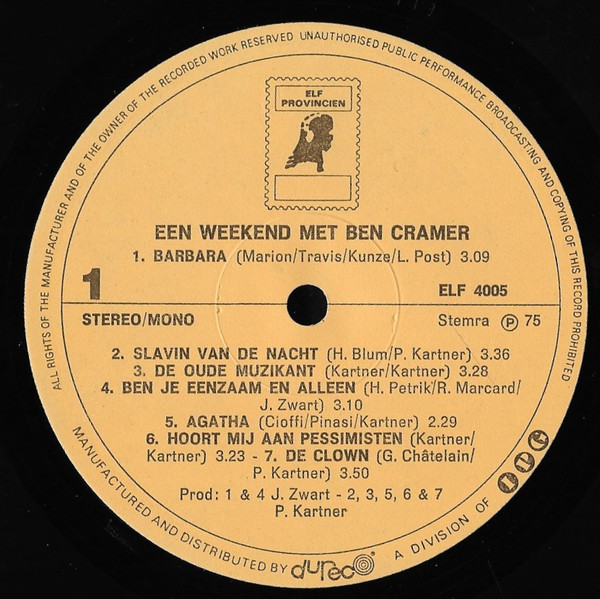 ALL RIGHTS OF THE MANUFACTURER AND OF THE OWNER OF THE RECORDED WORK RESERVED UNAUTHORISED PUBLIC PERFORMANCE BROADCASTING AND COPYING OF THIS RECORD PROHIBITED
ELF
PROVINCIEN
EEN WEEKEND MET BEN CRAMER
1. BARBARA (Marion/Travis/Kunze/L. Post) 3.09
1
ELF 4005
STEREO/MONO
Stemra Ⓟ 75
2. SLAVIN VAN DE NACHT (H. Blum/P. Kartner) 3.36
3. DE OUDE MUZIKANT (Kartner/Kartner) 3.28
4. BEN JE EENZAAM EN ALLEEN (H. Petrik/R. Marcard/
J. Zwart) 3.10
5. AGATHA (Cioffi/Pinasi/Kartner) 2.29
6. HOORT MIJ AAN PESSIMISTEN (Kartner/
Kartner) 3.23 - 7. DE CLOWN (G. Châtelain/
P. Kartner) 3.50
Prod: 1 & 4 J. Zwart - 2, 3, 5, 6 & 7
P. Kartner
MANUFACTURED AND DISTRIBUTED BY dureco A DIVISION OF